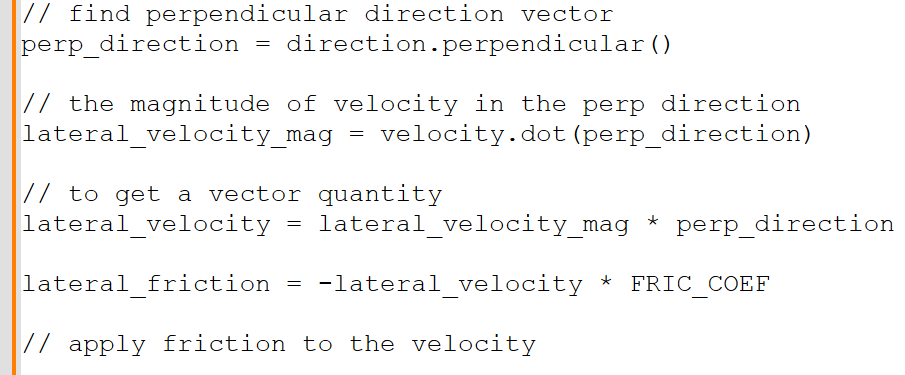 // find perpendicular direction vector
perp_direction = direction.perpendicular()
// the magnitude of velocity in the perp direction
lateral_velocity_mag = velocity.dot(perp_direction)
// to get a vector quantity
lateral_velocity = lateral_velocity_mag * perp_direction
lateral_friction = -lateral_velocity * FRIC_COEF
// apply friction to the velocity